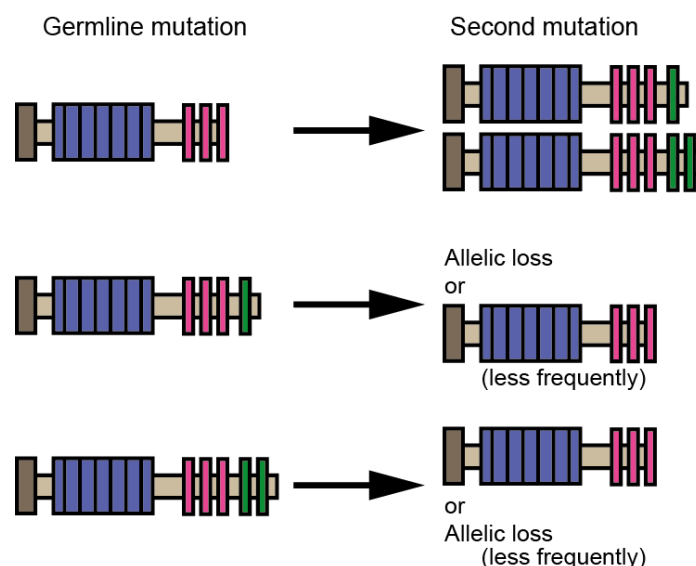 Germline mutation
Second mutation
Allelic loss
or
(less frequently)
or
Allelic loss
(less frequently)